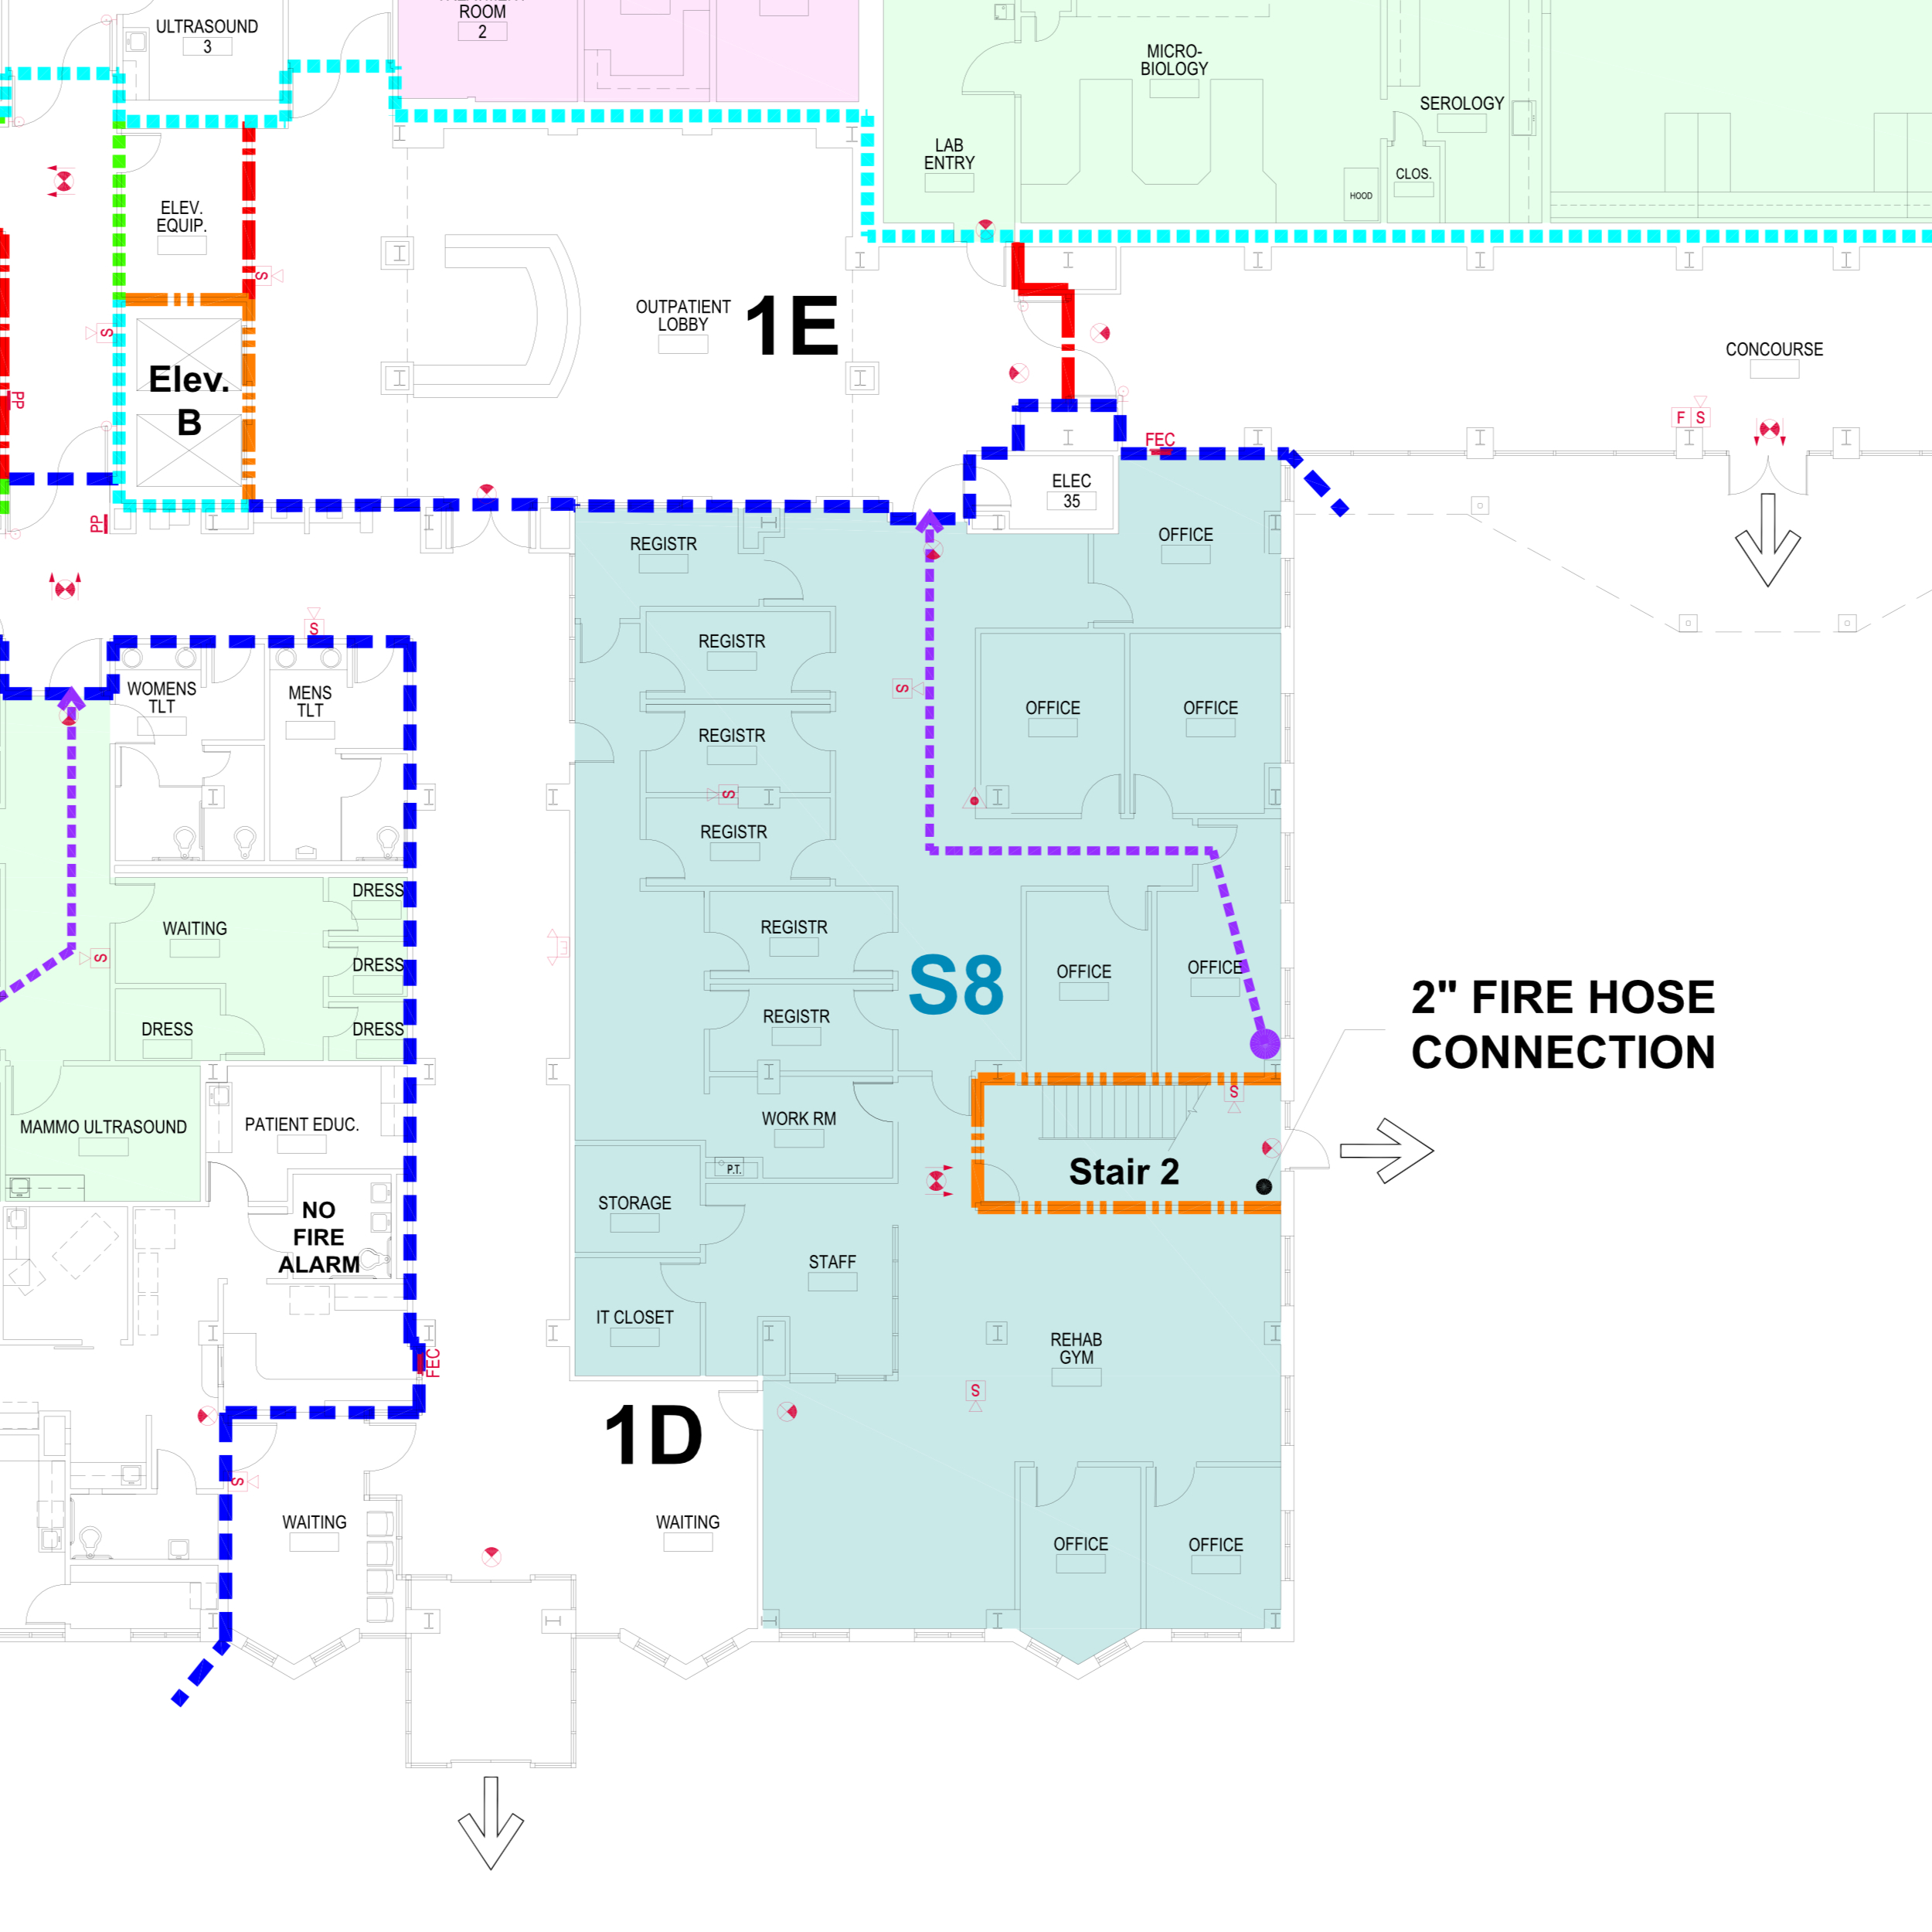 ULTRASOUND
3
ROOM
2
MICRO-
BIOLOGY
SEROLOGY
LAB
ENTRY
CLOS.
HOOD
ELEV.
EQUIP.
S
S
OUTPATIENT
LOBBY
1E
CONCOURSE
Elev.
B
PP
F S
FEC
ELEC
35
PP
REGISTR
OFFICE
S
REGISTR
WOMENS
TLT
MENS
TLT
S
OFFICE
OFFICE
REGISTR
S
REGISTR
DRESS
WAITING
REGISTR
S
F
DRESS
S8
OFFICE
OFFICE
2" FIRE HOSE
CONNECTION
DRESS
DRESS
REGISTR
S
MAMMO ULTRASOUND
PATIENT EDUC.
WORK RM
P.T.
Stair 2
NO
FIRE
ALARM
STORAGE
STAFF
IT CLOSET
REHAB
GYM
FEC
S
1D
S
WAITING
WAITING
OFFICE
OFFICE